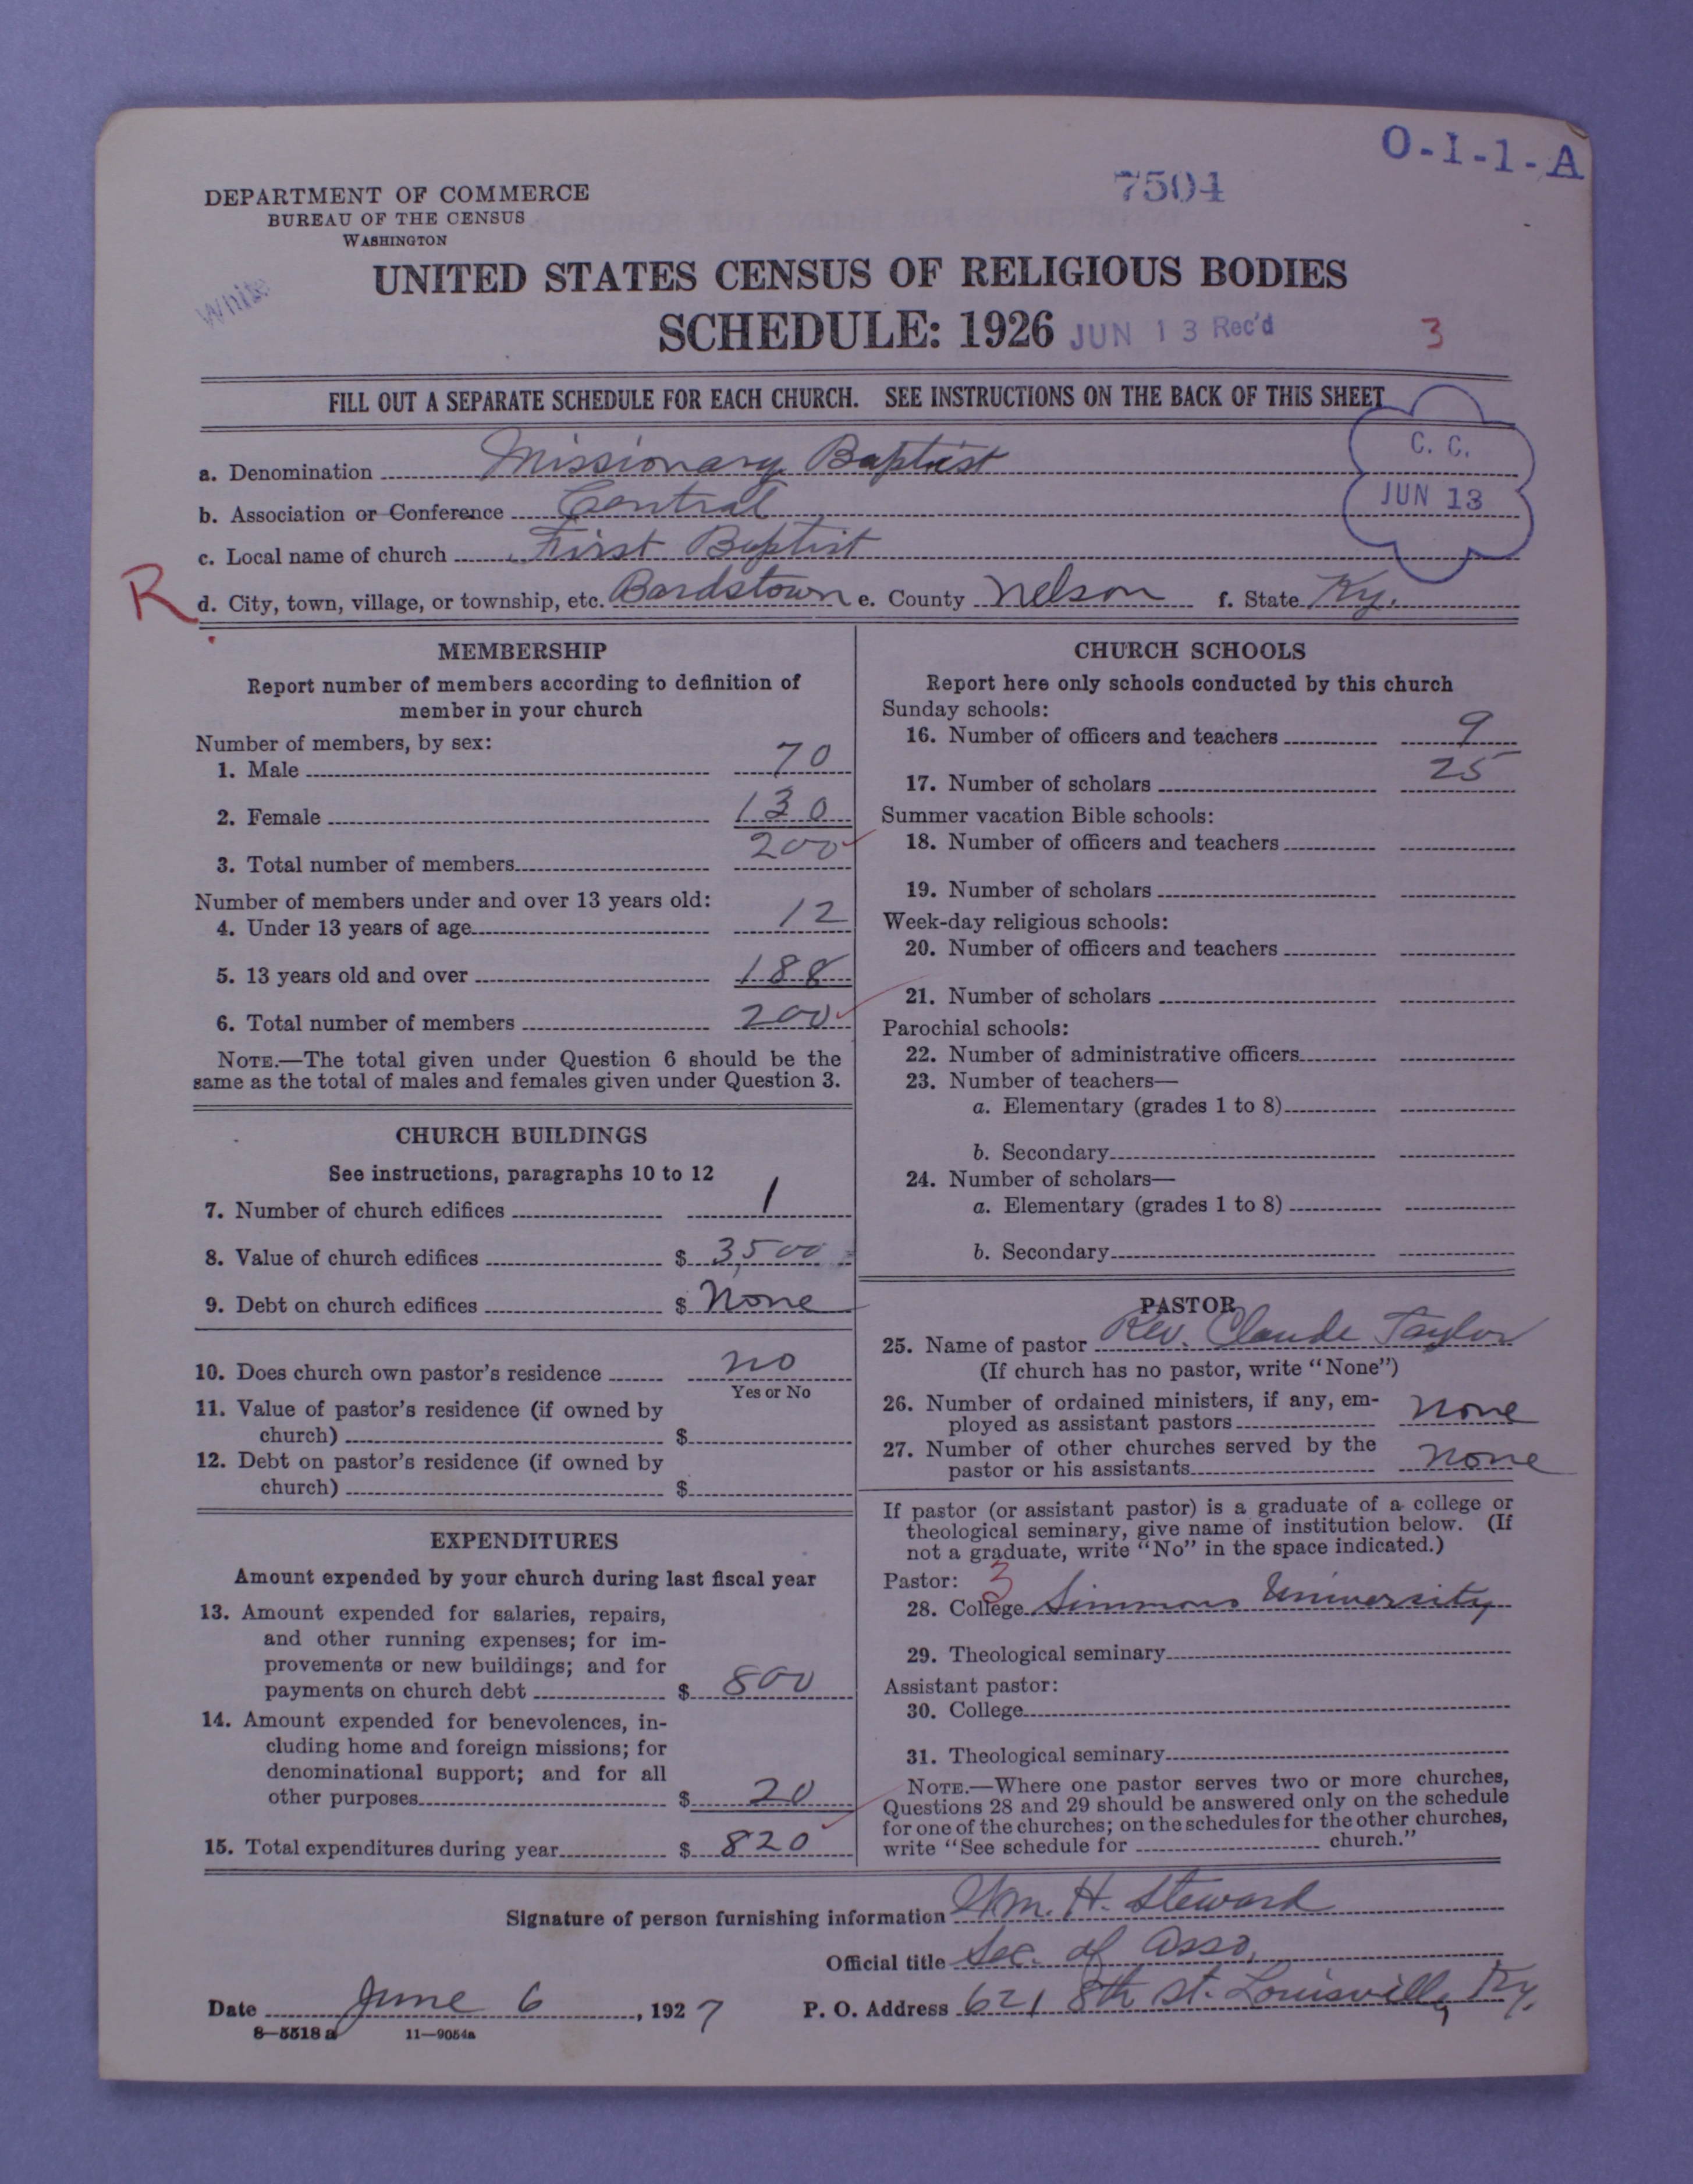 O-1-1-A
7504
DEPARTMENT OF COMMERCE
BUREAU OF THE CENSUS
WASHINGTON
White
UNITED STATES CENSUS OF RELIGIOUS BODIES
SCHEDULE: 1926 JUN 13 Rec'd 3
FILL OUT A SEPARATE SCHEDULE FOR EACH CHURCH. SEE INSTRUCTIONS ON THE BACK OF THIS SHEET
C. C.
JUN 13
a. Denomination Missionary Baptist
b. Association or Conference Central
c. Local name of church First Baptist
R
d. City, town, village, or township, etc. Bardstown e. County Nelson f. State Ky.
MEMBERSHIP
Report number of members according to definition of
member in your church
Number of members, by sex:
1. Male 70
2. Female 130
3. Total number of members 200
Number of members under and over 13 years old:
4. Under 13 years of age 12
5. 13 years old and over 188
6. Total number of members 200
NOTE.—The total given under Question 6 should be the
same as the total of males and females given under Question 3.
CHURCH BUILDINGS
See instructions, paragraphs 10 to 12
7. Number of church edifices 1
8. Value of church edifices $ 3,500
9. Debt on church edifices $ None
10. Does church own pastor's residence no
Yes or No
11. Value of pastor's residence (if owned by
church) $
12. Debt on pastor's residence (if owned by
church) $
EXPENDITURES
Amount expended by your church during last fiscal year
13. Amount expended for salaries, repairs,
and other running expenses; for im-
provements or new buildings; and for
payments on church debt $ 800
14. Amount expended for benevolences, in-
cluding home and foreign missions; for
denominational support; and for all
other purposes $ 20
15. Total expenditures during year $ 820
CHURCH SCHOOLS
Report here only schools conducted by this church
Sunday schools:
16. Number of officers and teachers 9
17. Number of scholars 25
Summer vacation Bible schools:
18. Number of officers and teachers
19. Number of scholars
Week-day religious schools:
20. Number of officers and teachers
21. Number of scholars
Parochial schools:
22. Number of administrative officers
23. Number of teachers—
a. Elementary (grades 1 to 8)
b. Secondary
24. Number of scholars—
a. Elementary (grades 1 to 8)
b. Secondary
PASTOR
25. Name of pastor Rev. Claude Taylor
(If church has no pastor, write "None")
26. Number of ordained ministers, if any, em-
ployed as assistant pastors none
27. Number of other churches served by the
pastor or his assistants none
If pastor (or assistant pastor) is a graduate of a college or
theological seminary, give name of institution below. (If
not a graduate, write "No" in the space indicated.)
Pastor: 3
28. College Simmons University
29. Theological seminary
Assistant pastor:
30. College
31. Theological seminary
NOTE.—Where one pastor serves two or more churches,
Questions 28 and 29 should be answered only on the schedule
for one of the churches; on the schedules for the other churches,
write "See schedule for church."
Signature of person furnishing information Wm. H. Steward
Official title Sec. of Asso.
Date June 6, 1927 P. O. Address 621 8th st. Louisville, Ky.
8—5518 a 11—9054a